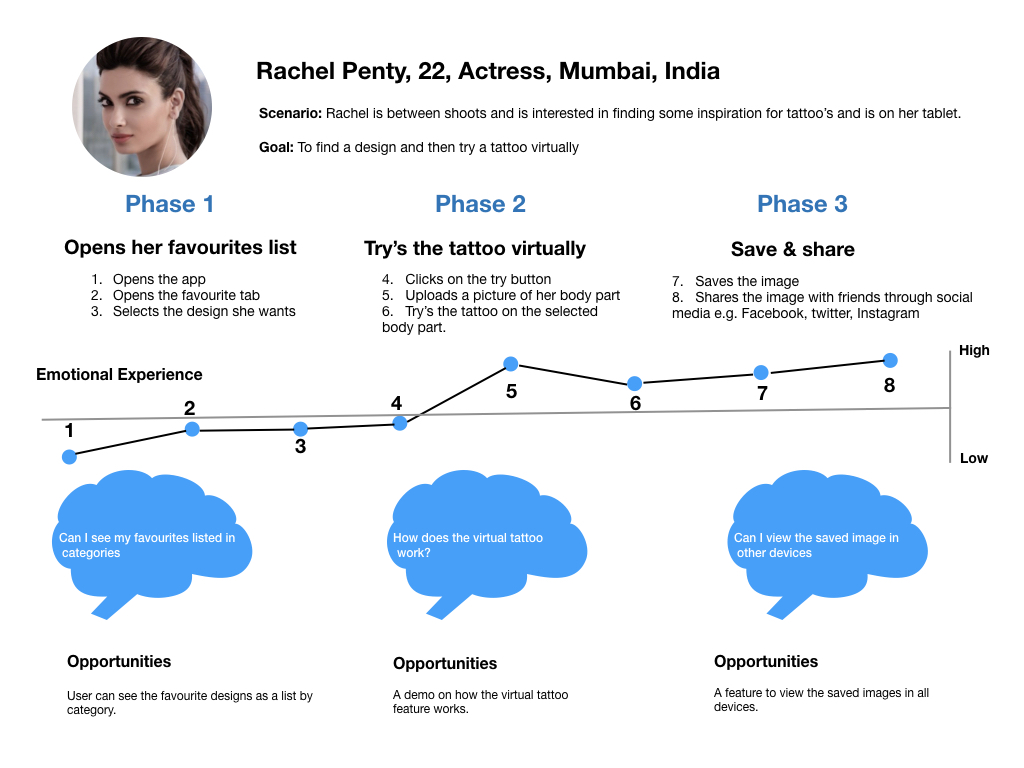 Rachel Penty, 22, Actress, Mumbai, India
Scenario: Rachel is between shoots and is interested in finding some inspiration for tattoo's and is on her tablet.
Goal: To find a design and then try a tattoo virtually
Phase 1
Opens her favourites list
1. Opens the app
2. Opens the favourite tab
3. Selects the design she wants
Phase 2
Try's the tattoo virtually
4. Clicks on the try button
5. Uploads a picture of her body part
6. Try's the tattoo on the selected
body part.
Phase 3
Save & share
7. Saves the image
8. Shares the image with friends through social
media e.g. Facebook, twitter, Instagram
Emotional Experience
High
Low
1
2
3
4
5
6
7
8
Can I see my favourites listed in
categories
How does the virtual tattoo
work?
Can I view the saved image in
other devices
Opportunities
User can see the favourite designs as a list by
category.
Opportunities
A demo on how the virtual tattoo
feature works.
Opportunities
A feature to view the saved images in all
devices.